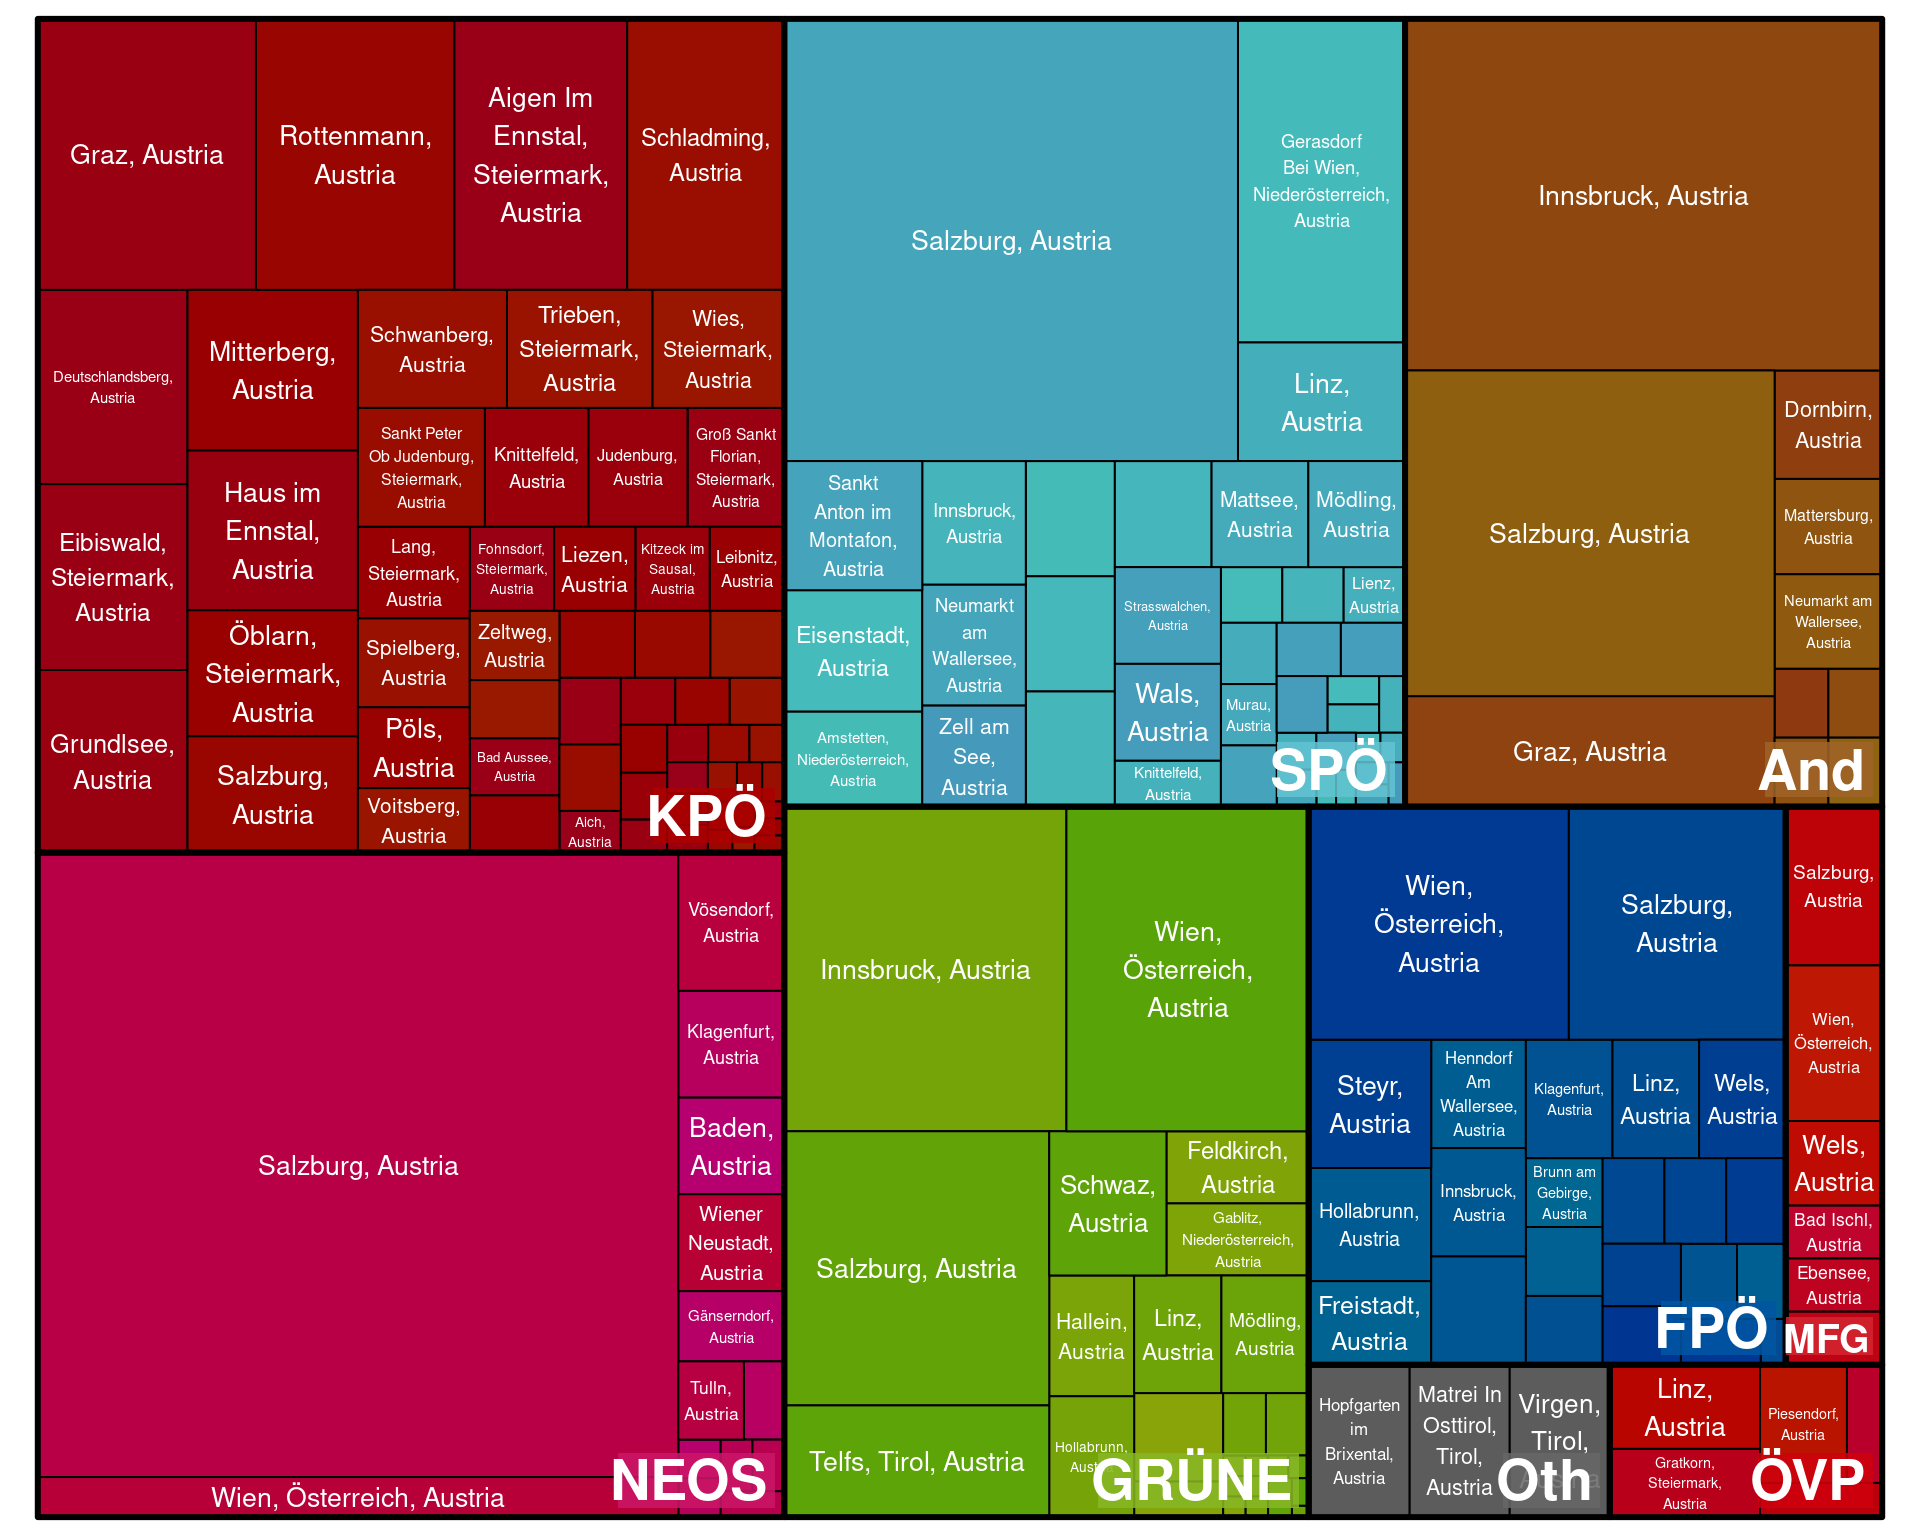 Graz, Austria
Rottenmann,
Austria
Aigen Im
Ennstal,
Steiermark,
Austria
Schladming,
Austria
Deutschlandsberg,
Austria
Eibiswald,
Steiermark,
Austria
Grundlsee,
Austria
Mitterberg,
Austria
Haus im
Ennstal,
Austria
Öblarn,
Steiermark,
Austria
Salzburg,
Austria
Schwanberg,
Austria
Trieben,
Steiermark,
Austria
Wies,
Steiermark,
Austria
Sankt Peter
Ob Judenburg,
Steiermark,
Austria
Knittelfeld,
Austria
Judenburg,
Austria
Groß Sankt
Florian,
Steiermark,
Austria
Lang,
Steiermark,
Austria
Fohnsdorf,
Steiermark,
Austria
Liezen,
Austria
Kitzeck im
Sausal,
Austria
Leibnitz,
Austria
Spielberg,
Austria
Zeltweg,
Austria
Pöls,
Austria
Bad Aussee,
Austria
Voitsberg,
Austria
Aich,
Austria
KPÖ
Salzburg, Austria
Gerasdorf
Bei Wien,
Niederösterreich,
Austria
Linz,
Austria
Sankt
Anton im
Montafon,
Austria
Eisenstadt,
Austria
Amstetten,
Niederösterreich,
Austria
Innsbruck,
Austria
Neumarkt
am
Wallersee,
Austria
Zell am
See,
Austria
Mattsee,
Austria
Mödling,
Austria
Strasswalchen,
Austria
Lienz,
Austria
Wals,
Austria
Murau,
Austria
Knittelfeld,
Austria
SPÖ
Innsbruck, Austria
Salzburg, Austria
Dornbirn,
Austria
Mattersburg,
Austria
Neumarkt am
Wallersee,
Austria
Graz, Austria
And
Salzburg, Austria
Vösendorf,
Austria
Klagenfurt,
Austria
Baden,
Austria
Wiener
Neustadt,
Austria
Gänserndorf,
Austria
Tulln,
Austria
Wien, Österreich, Austria
NEOS
Innsbruck, Austria
Wien,
Österreich,
Austria
Salzburg, Austria
Telfs, Tirol, Austria
Schwaz,
Austria
Feldkirch,
Austria
Gablitz,
Niederösterreich,
Austria
Hallein,
Austria
Linz,
Austria
Mödling,
Austria
Hollabrunn,
Austria
GRÜNE
Wien,
Österreich,
Austria
Salzburg,
Austria
Steyr,
Austria
Hollabrunn,
Austria
Freistadt,
Austria
Henndorf
Am
Wallersee,
Austria
Innsbruck,
Austria
Klagenfurt,
Austria
Linz,
Austria
Wels,
Austria
Brunn am
Gebirge,
Austria
FPÖ
Salzburg,
Austria
Wien,
Österreich,
Austria
Wels,
Austria
Bad Ischl,
Austria
Ebensee,
Austria
MFG
Hopfgarten
im
Brixental,
Austria
Matrei In
Osttirol,
Tirol,
Austria
Virgen,
Tirol,
Austria
Oth
Linz,
Austria
Gratkorn,
Steiermark,
Austria
Piesendorf,
Austria
ÖVP